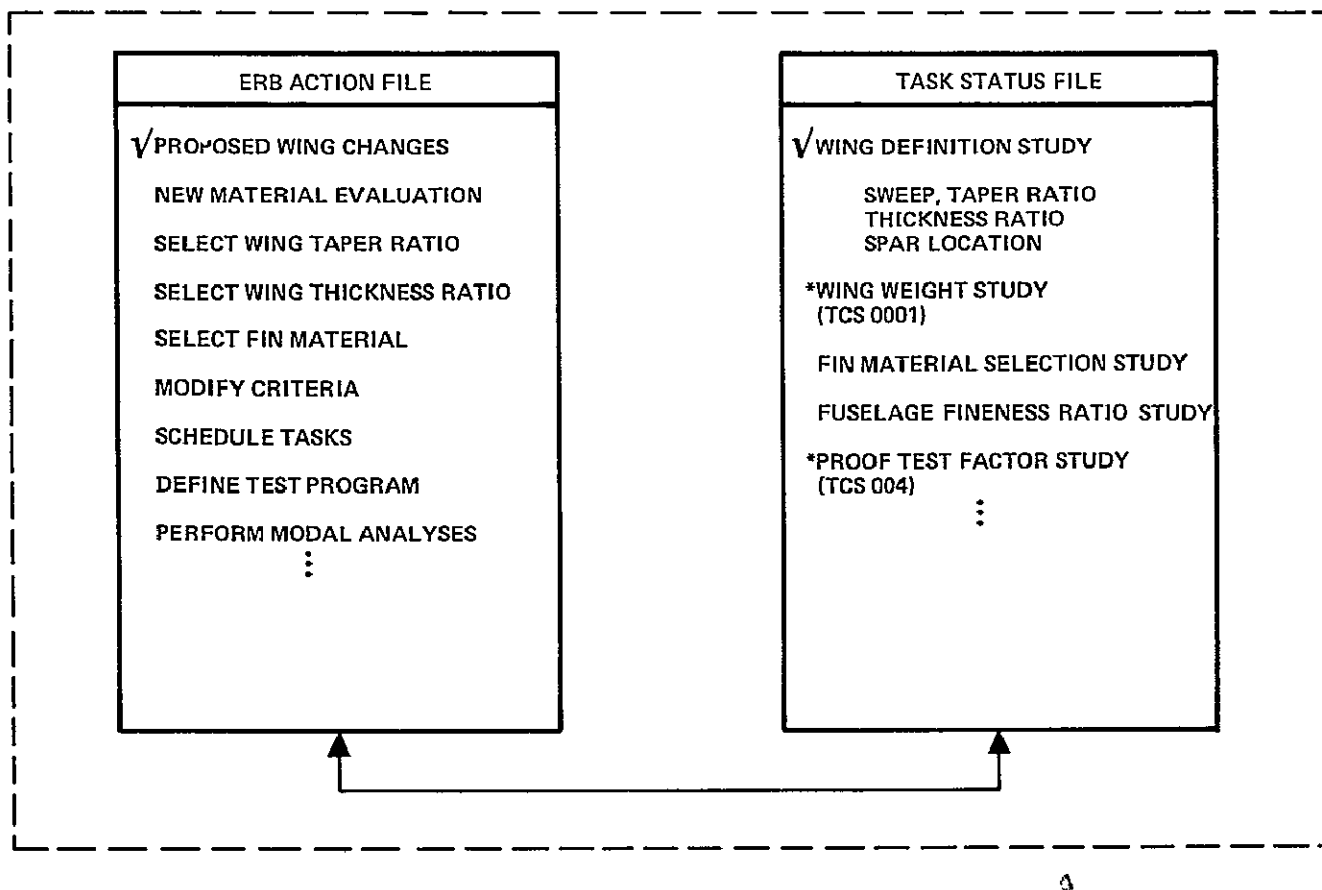 ERB ACTION FILE
√PROPOSED WING CHANGES
NEW MATERIAL EVALUATION
SELECT WING TAPER RATIO
SELECT WING THICKNESS RATIO
SELECT FIN MATERIAL
MODIFY CRITERIA
SCHEDULE TASKS
DEFINE TEST PROGRAM
PERFORM MODAL ANALYSES
⋮
TASK STATUS FILE
√WING DEFINITION STUDY
SWEEP, TAPER RATIO
THICKNESS RATIO
SPAR LOCATION
*WING WEIGHT STUDY
(TCS 0001)
FIN MATERIAL SELECTION STUDY
FUSELAGE FINENESS RATIO STUDY
*PROOF TEST FACTOR STUDY
(TCS 004)
⋮